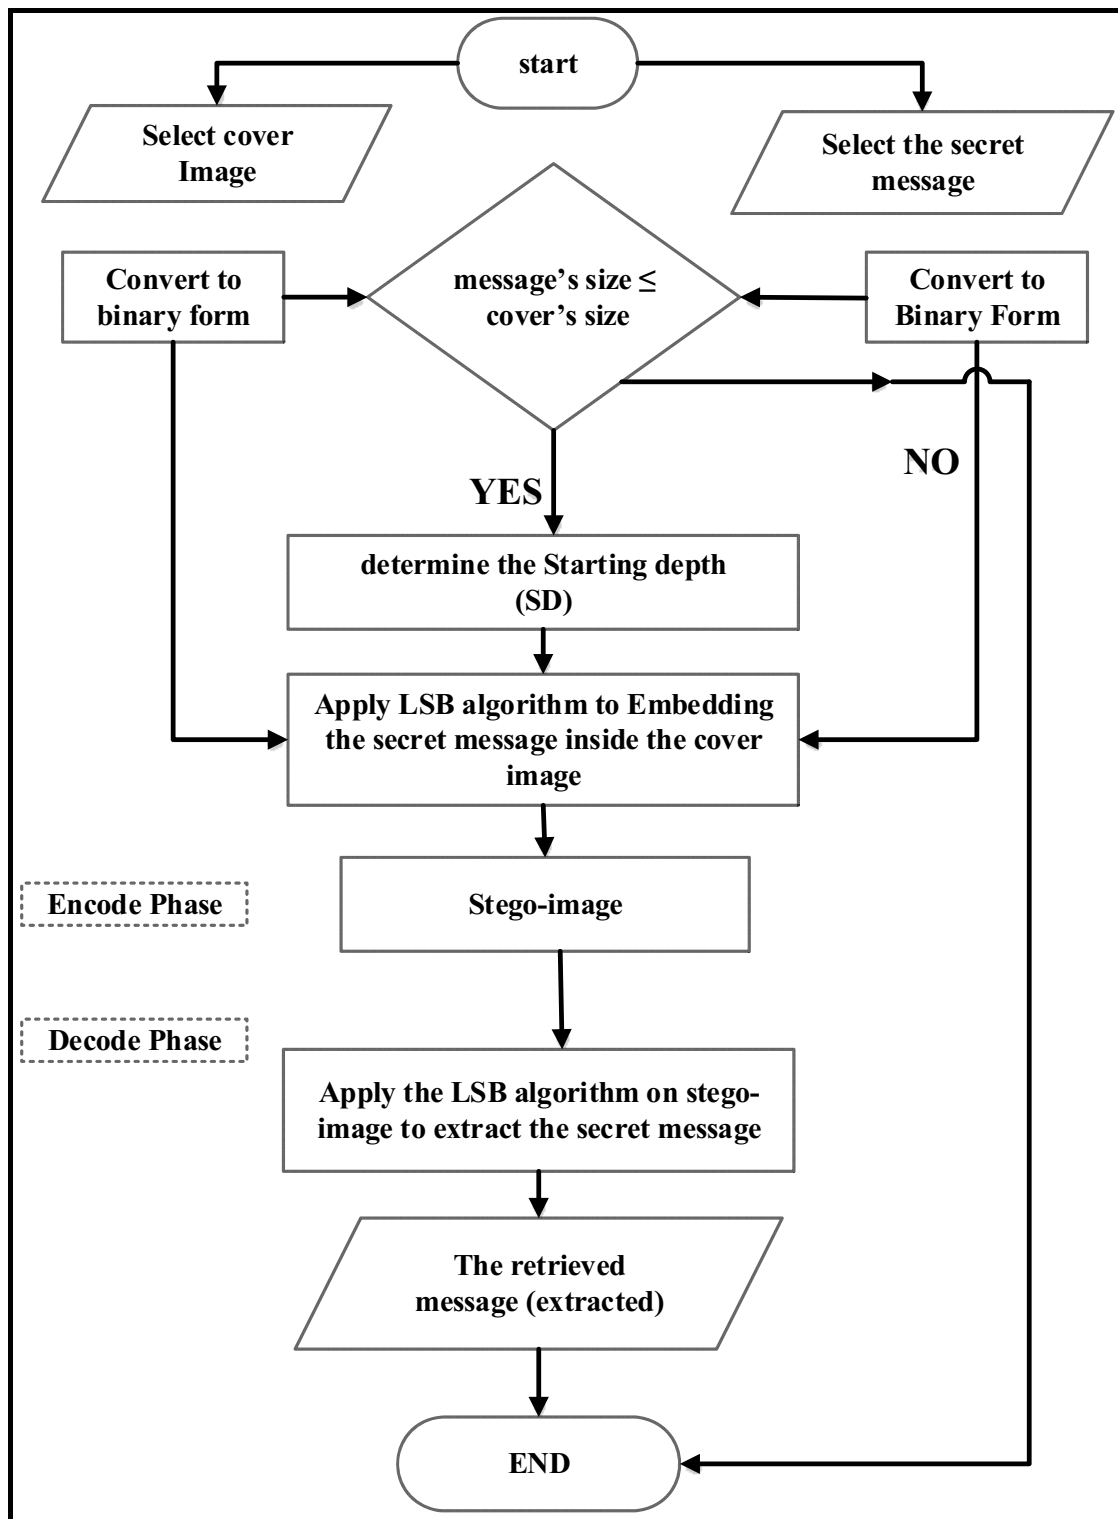 start
Select cover
Image
Select the secret
message
Convert to
binary form
message's size ≤
cover's size
Convert to
Binary Form
NO
YES
determine the Starting depth
(SD)
Apply LSB algorithm to Embedding
the secret message inside the cover
image
Stego-image
Encode Phase
Decode Phase
Apply the LSB algorithm on stego-
image to extract the secret message
The retrieved
message (extracted)
END